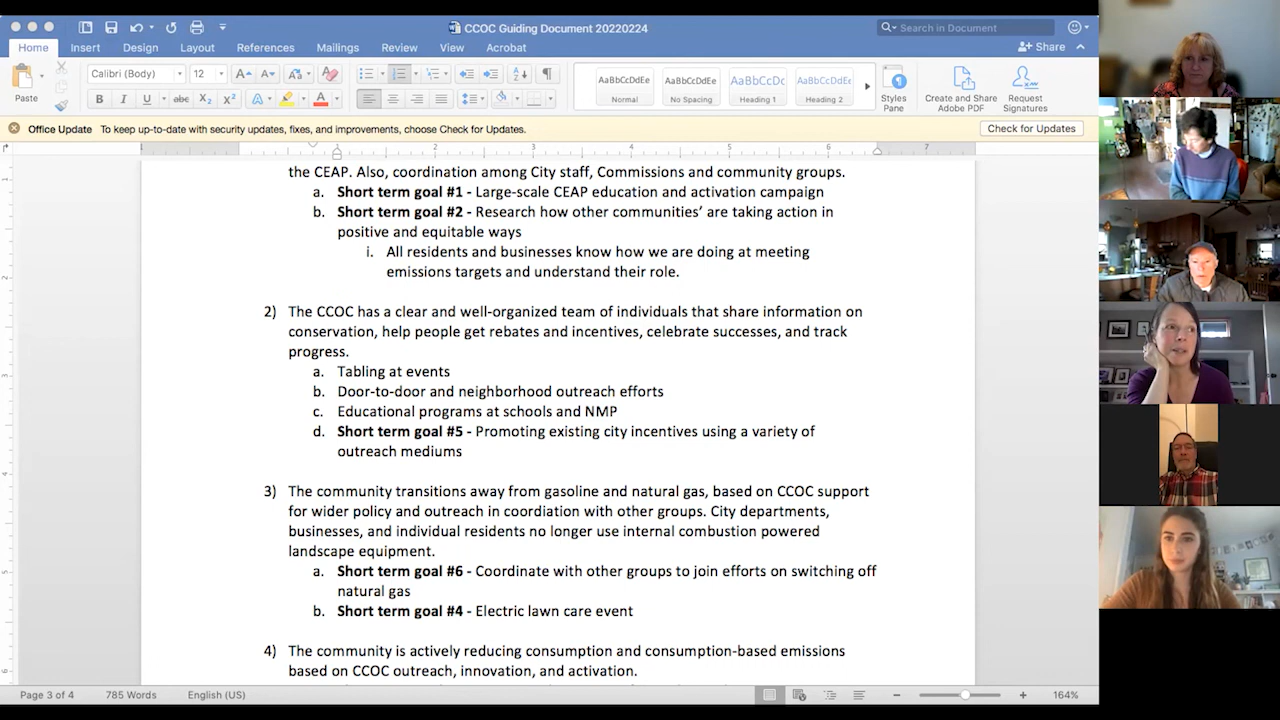 CCOC Guiding Document 20220224
Search in Document
Home Insert Design Layout References Mailings Review View Acrobat
Share
Paste
Calibri (Body) 12
AaBbCcDdEe AaBbCcDdEe AaBbCcDc AaBbCcDdEe
Normal No Spacing Heading 1 Heading 2
Styles Pane
Create and Share Adobe PDF
Request Signatures
Office Update To keep up-to-date with security updates, fixes, and improvements, choose Check for Updates.
Check for Updates
1 1 2 3 4 5 6 7
the CEAP. Also, coordination among City staff, Commissions and community groups.
a. Short term goal #1 - Large-scale CEAP education and activation campaign
b. Short term goal #2 - Research how other communities’ are taking action in
positive and equitable ways
i. All residents and businesses know how we are doing at meeting
emissions targets and understand their role.
2) The CCOC has a clear and well-organized team of individuals that share information on
conservation, help people get rebates and incentives, celebrate successes, and track
progress.
a. Tabling at events
b. Door-to-door and neighborhood outreach efforts
c. Educational programs at schools and NMP
d. Short term goal #5 - Promoting existing city incentives using a variety of
outreach mediums
3) The community transitions away from gasoline and natural gas, based on CCOC support
for wider policy and outreach in coordiation with other groups. City departments,
businesses, and individual residents no longer use internal combustion powered
landscape equipment.
a. Short term goal #6 - Coordinate with other groups to join efforts on switching off
natural gas
b. Short term goal #4 - Electric lawn care event
4) The community is actively reducing consumption and consumption-based emissions
based on CCOC outreach, innovation, and activation.
Page 3 of 4 785 Words English (US) 164%